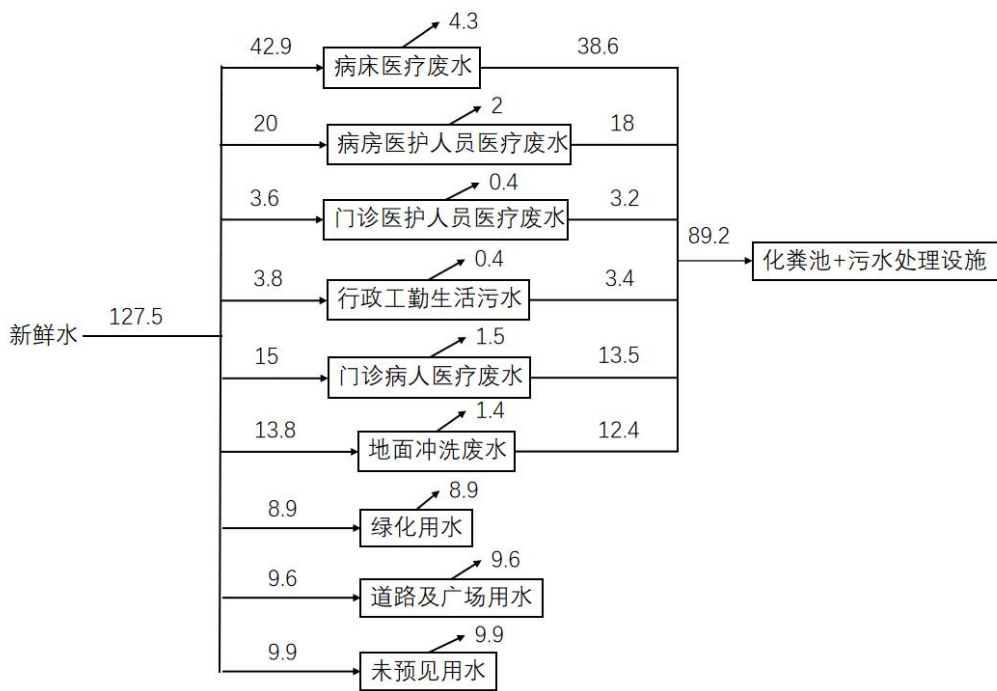 4.3
42.9
病床医疗废水
38.6
2
20
病房医护人员医疗废水
18
0.4
3.6
门诊医护人员医疗废水
3.2
89.2
化粪池+污水处理设施
0.4
3.8
行政工勤生活污水
3.4
新鲜水
127.5
1.5
15
门诊病人医疗废水
13.5
1.4
13.8
地面冲洗废水
12.4
8.9
8.9
绿化用水
9.6
9.6
道路及广场用水
9.9
9.9
未预见用水